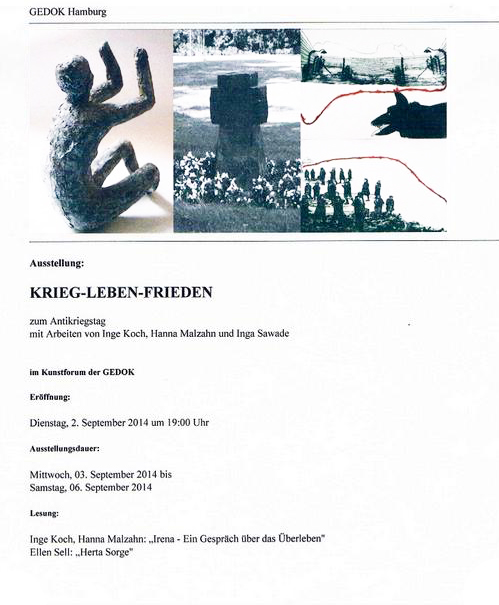 GEDOK Hamburg
Ausstellung:
KRIEG-LEBEN-FRIEDEN
zum Antikriegstag
mit Arbeiten von Inge Koch, Hanna Malzahn und Inga Sawade
im Kunstforum der GEDOK
Eröffnung:
Dienstag, 2. September 2014 um 19:00 Uhr
Ausstellungsdauer:
Mittwoch, 03. September 2014 bis
Samstag, 06. September 2014
Lesung:
Inge Koch, Hanna Malzahn: „Irena - Ein Gespräch über das Überleben"
Ellen Sell: „Herta Sorge"